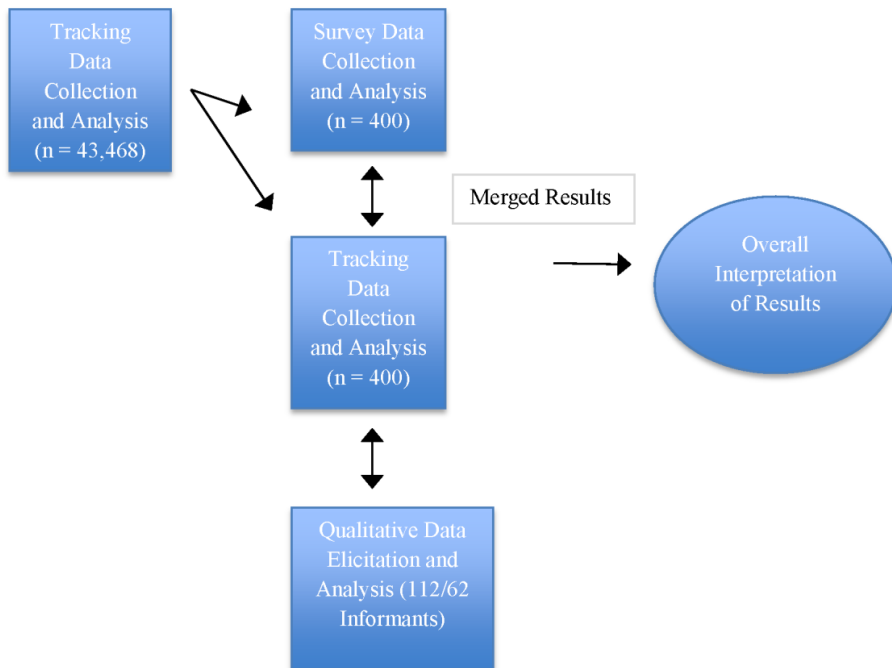 Tracking
Data
Collection
and Analysis
(n = 43,468)
Survey Data
Collection
and Analysis
(n = 400)
Merged Results
Tracking
Data
Collection
and Analysis
(n = 400)
Overall
Interpretation
of Results
Qualitative Data
Elicitation and
Analysis (112/62
Informants)